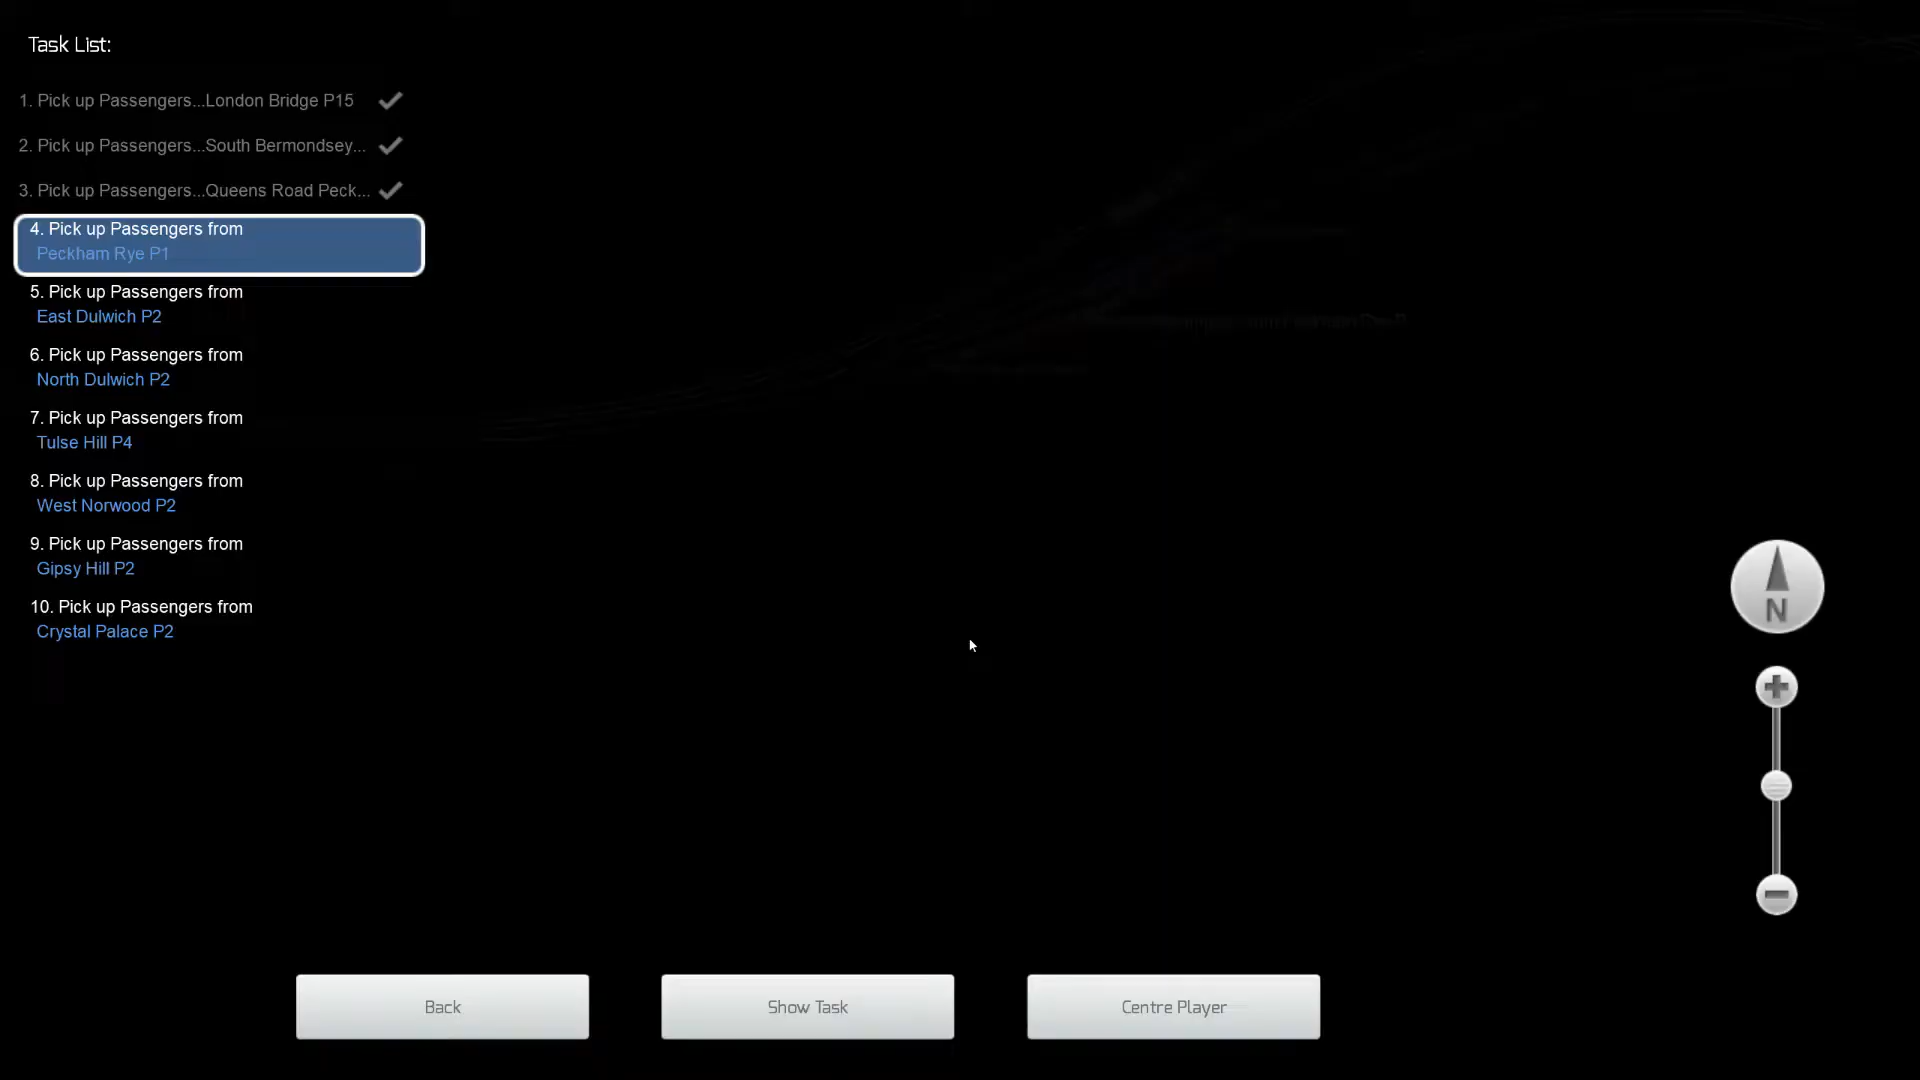 Task List:
1. Pick up Passengers...London Bridge P15
2. Pick up Passengers...South Bermondsey...
3. Pick up Passengers...Queens Road Peck...
4. Pick up Passengers from
Peckham Rye P1
5. Pick up Passengers from
East Dulwich P2
6. Pick up Passengers from
North Dulwich P2
7. Pick up Passengers from
Tulse Hill P4
8. Pick up Passengers from
West Norwood P2
9. Pick up Passengers from
Gipsy Hill P2
10. Pick up Passengers from
Crystal Palace P2
N
Back
Show Task
Centre Player